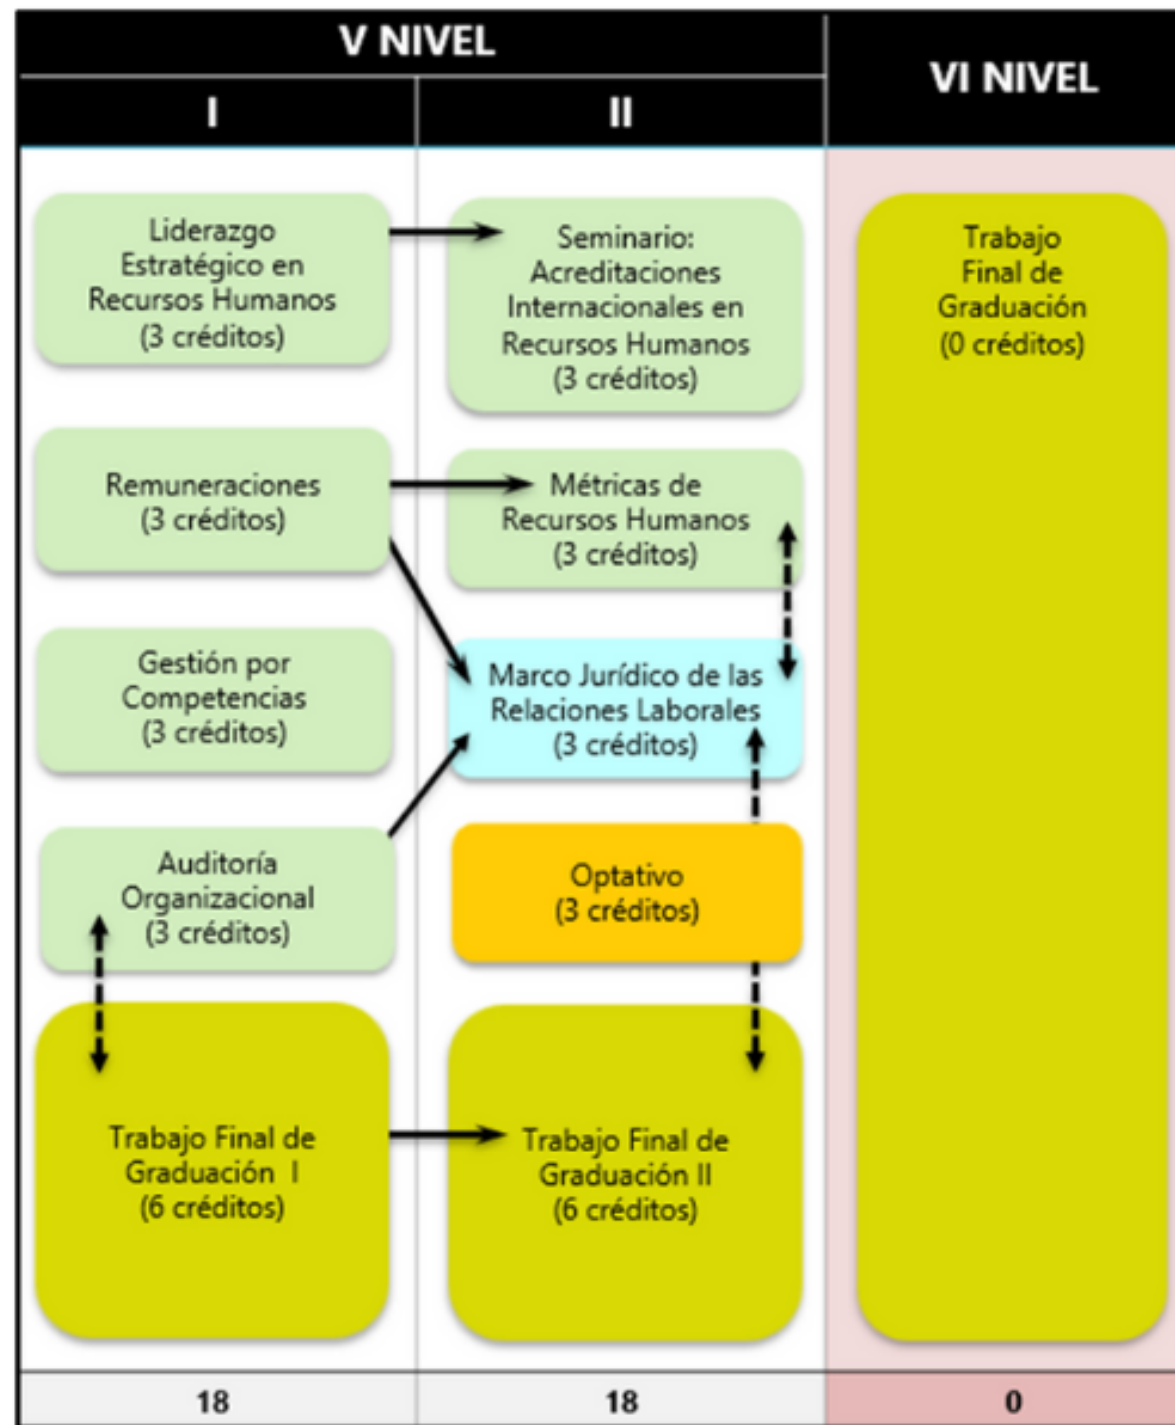 V NIVEL
VI NIVEL
I
II
Liderazgo
Estratégico en
Recursos Humanos
(3 créditos)
Seminario:
Acreditaciones
Internacionales en
Recursos Humanos
(3 créditos)
Trabajo
Final de
Graduación
(0 créditos)
Remuneraciones
(3 créditos)
Métricas de
Recursos Humanos
(3 créditos)
Gestión por
Competencias
(3 créditos)
Marco Jurídico de las
Relaciones Laborales
(3 créditos)
Auditoría
Organizacional
(3 créditos)
Optativo
(3 créditos)
Trabajo Final de
Graduación I
(6 créditos)
Trabajo Final de
Graduación II
(6 créditos)
18
18
0